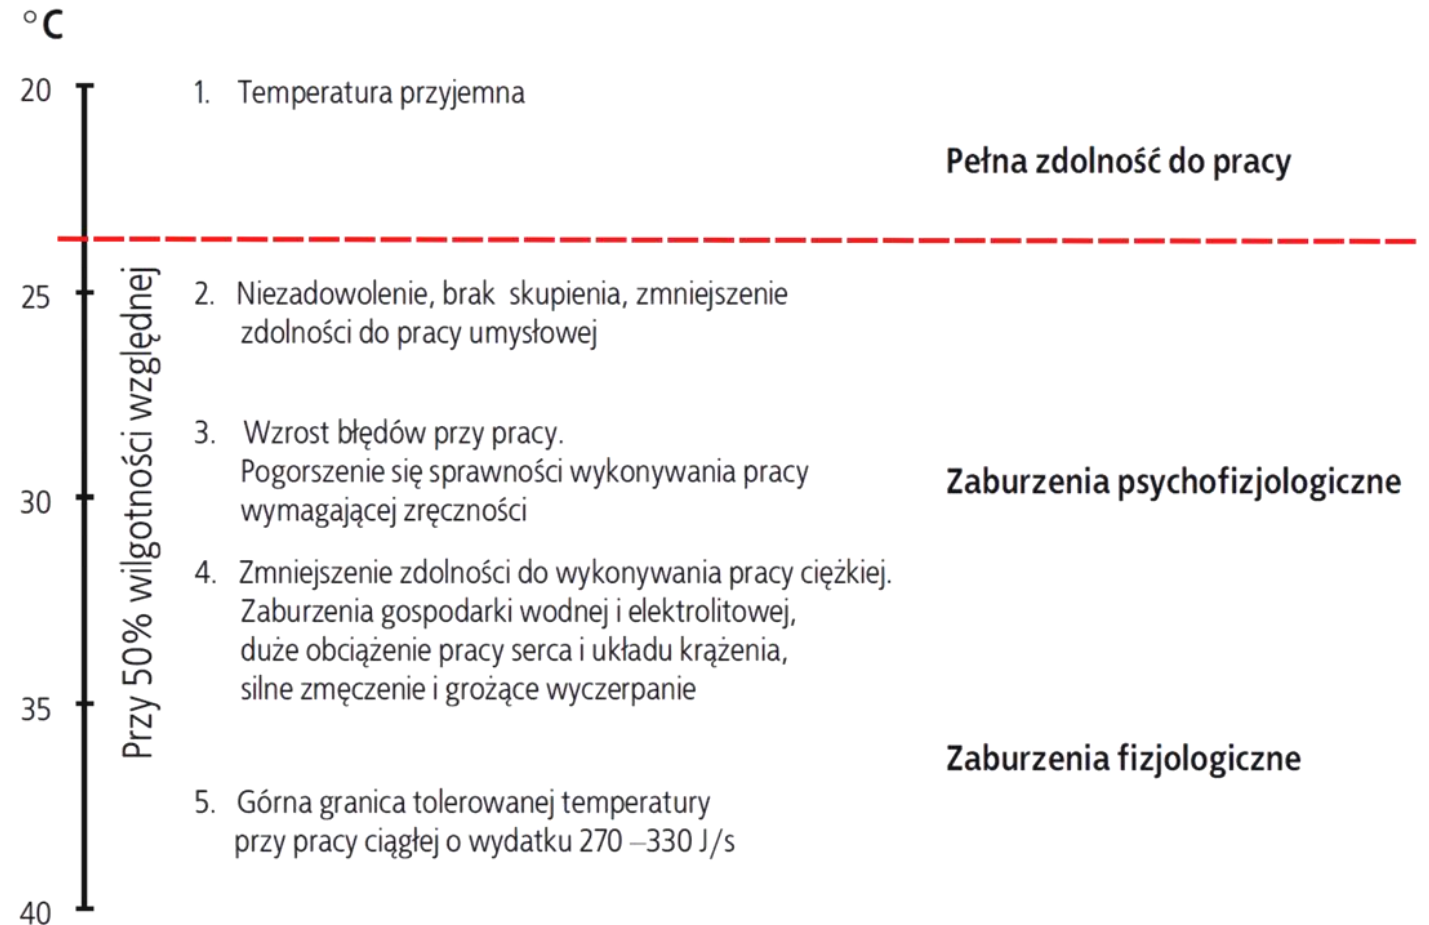 °C
20
1. Temperatura przyjemna
Pełna zdolność do pracy
25
Przy 50% wilgotności względnej
2. Niezadowolenie, brak skupienia, zmniejszenie
zdolności do pracy umysłowej
3. Wzrost błędów przy pracy.
Pogorszenie się sprawności wykonywania pracy
wymagającej zręczności
30
Zaburzenia psychofizjologiczne
4. Zmniejszenie zdolności do wykonywania pracy ciężkiej.
Zaburzenia gospodarki wodnej i elektrolitowej,
duże obciążenie pracy serca i układu krążenia,
silne zmęczenie i grożące wyczerpanie
35
Zaburzenia fizjologiczne
5. Górna granica tolerowanej temperatury
przy pracy ciągłej o wydatku 270 –330 J/s
40